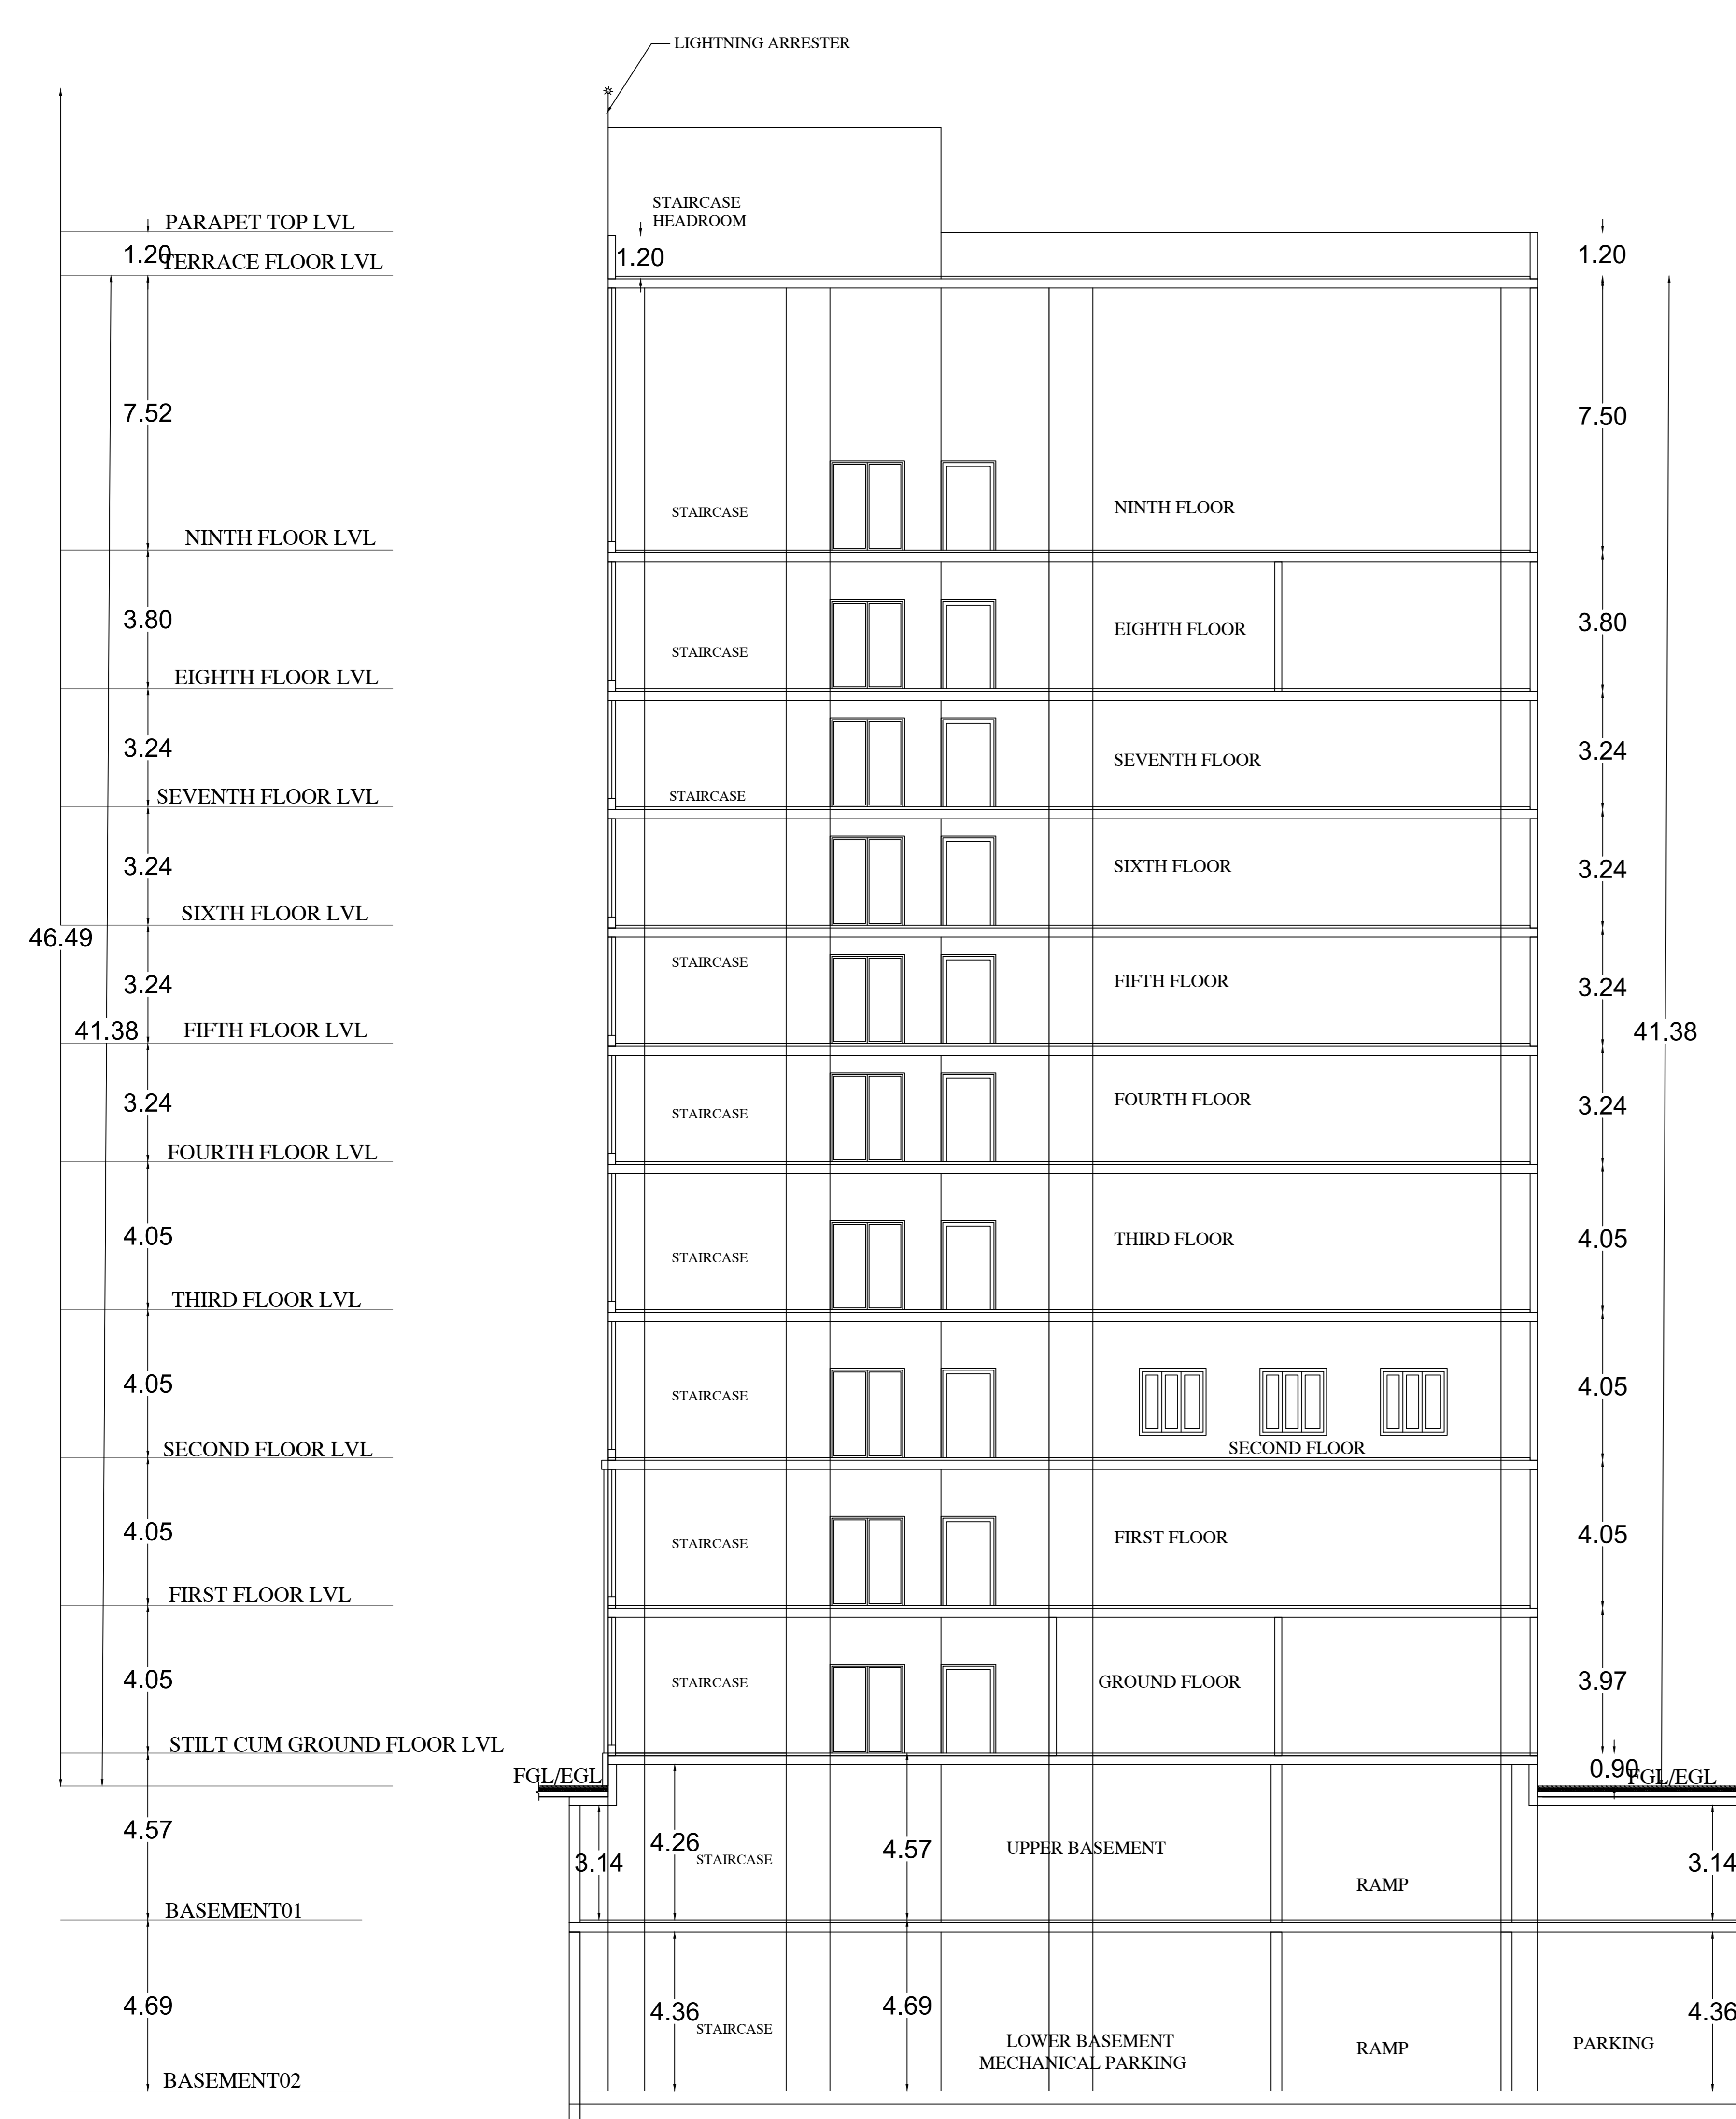 LIGHTNING ARRESTER
STAIRCASE
HEADROOM
PARAPET TOP LVL
1.20
TERRACE FLOOR LVL
1.20
1.20
7.52
7.50
STAIRCASE
NINTH FLOOR
NINTH FLOOR LVL
3.80
EIGHTH FLOOR
3.80
STAIRCASE
EIGHTH FLOOR LVL
3.24
SEVENTH FLOOR
3.24
SEVENTH FLOOR LVL
STAIRCASE
3.24
SIXTH FLOOR
3.24
SIXTH FLOOR LVL
46.49
STAIRCASE
3.24
FIFTH FLOOR
3.24
41.38
FIFTH FLOOR LVL
41.38
3.24
STAIRCASE
FOURTH FLOOR
3.24
FOURTH FLOOR LVL
4.05
STAIRCASE
THIRD FLOOR
4.05
THIRD FLOOR LVL
4.05
STAIRCASE
4.05
SECOND FLOOR LVL
SECOND FLOOR
4.05
STAIRCASE
FIRST FLOOR
4.05
FIRST FLOOR LVL
4.05
STAIRCASE
GROUND FLOOR
3.97
STILT CUM GROUND FLOOR LVL
FGL/EGL
0.90
FGL/EGL
4.57
3.14
4.26
STAIRCASE
4.57
UPPER BASEMENT
RAMP
3.14
BASEMENT01
4.69
4.36
STAIRCASE
4.69
LOWER BASEMENT
MECHANICAL PARKING
RAMP
PARKING
4.36
BASEMENT02